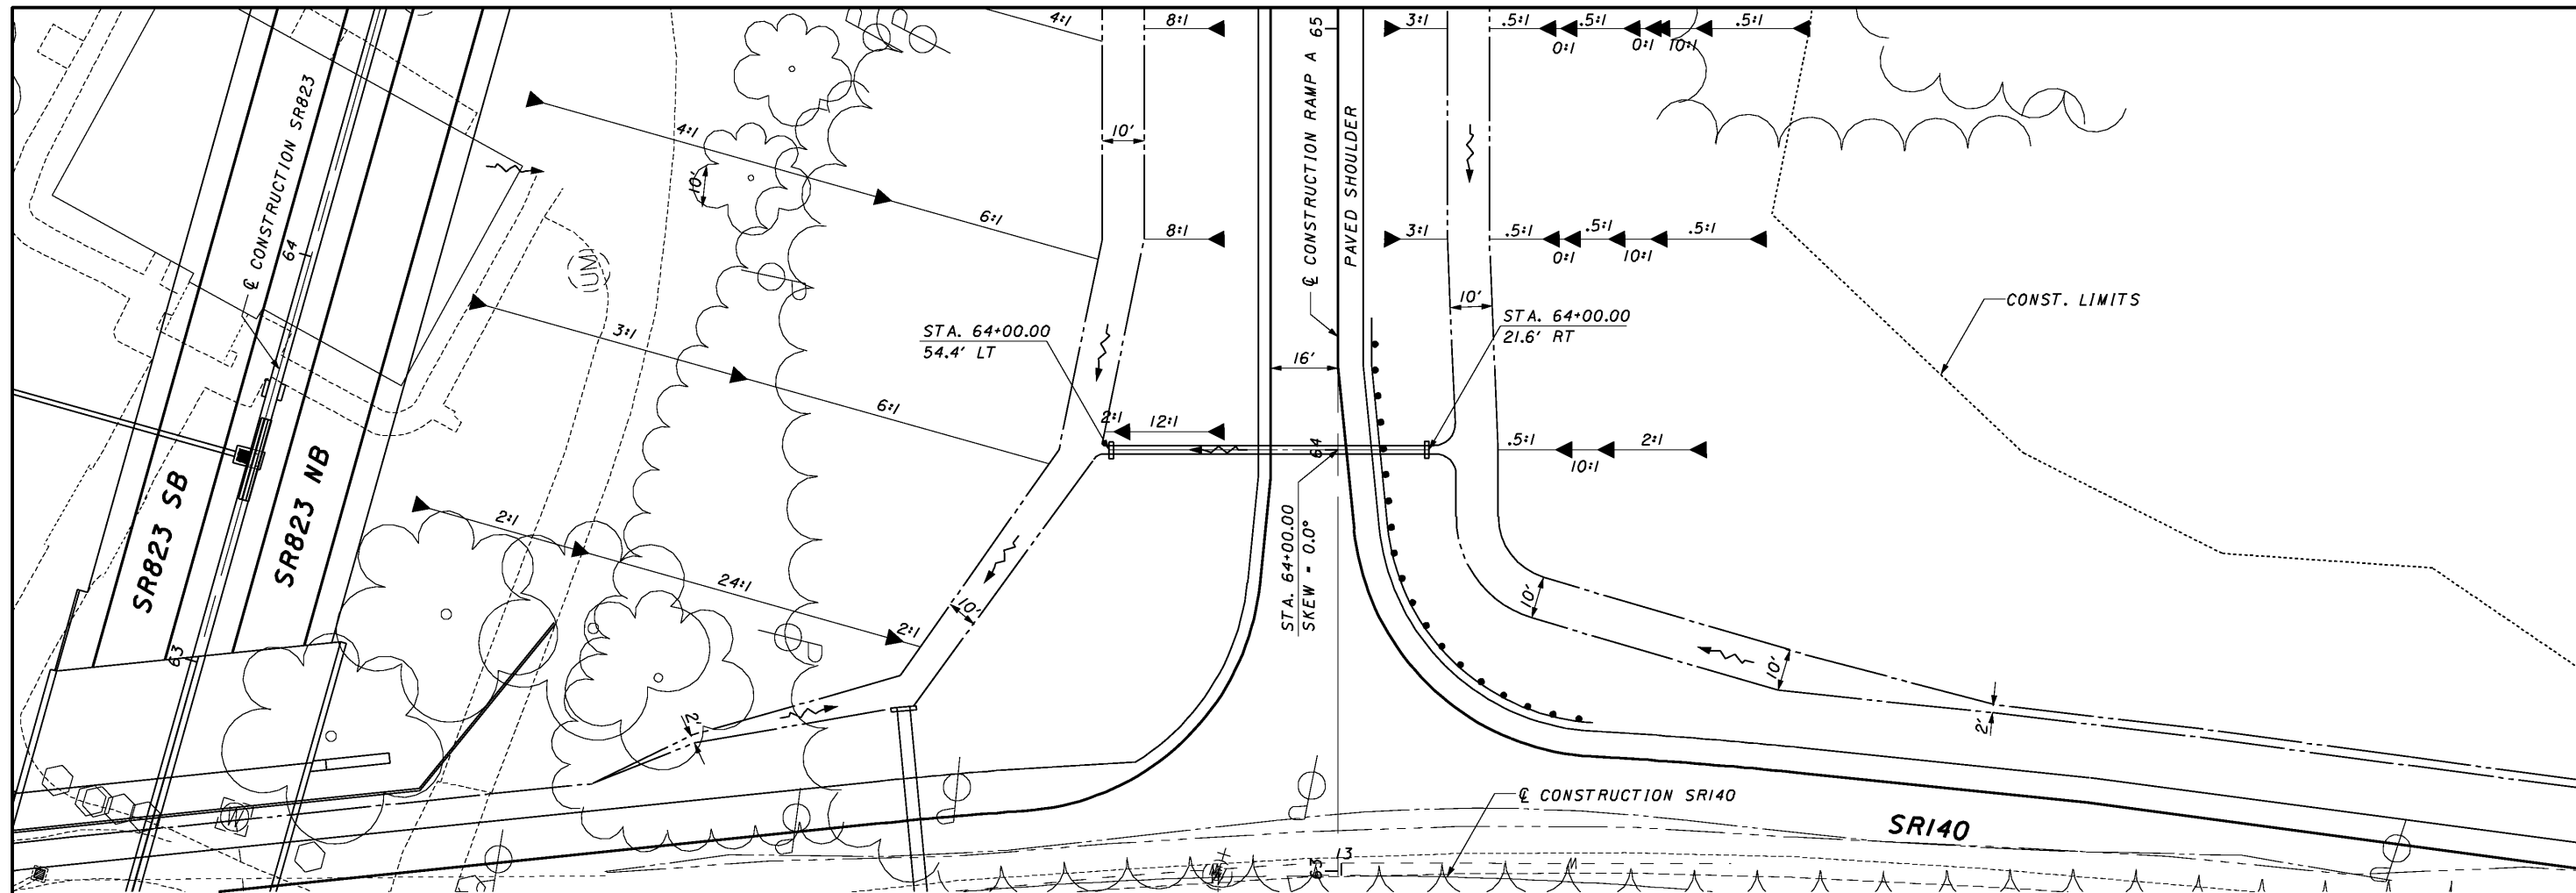 4:1
8:1
65
3:1
.5:1
.5:1
.5:1
0:1
0:1
10:1
℄ CONSTRUCTION SR823
℄ CONSTRUCTION RAMP A
PAVED SHOULDER
4:1
10'
10'
6:1
8:1
3:1
.5:1
.5:1
.5:1
0:1
10:1
64
UM
3:1
10'
CONST. LIMITS
STA. 64+00.00
54.4' LT
STA. 64+00.00
21.6' RT
16'
6:1
2:1
12:1
64
.5:1
2:1
10:1
SR823 SB
SR823 NB
2:1
24:1
2:1
10'
STA. 64+00.00
SKEW = 0.0°
10'
10'
63
2'
2'
℄ CONSTRUCTION SR140
SR140
W
63
13